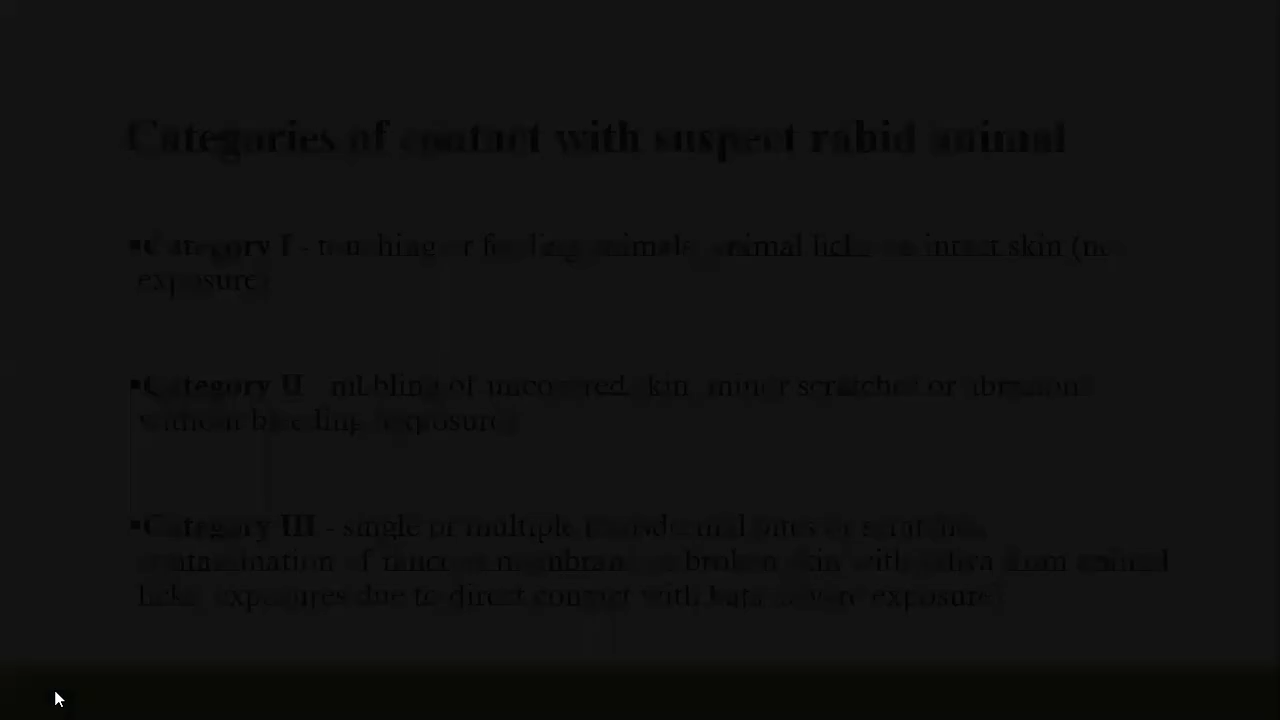 Categories of contact with suspect rabid animal
▪Category I - touching or feeding animals, animal licks on intact skin (no
exposure)
▪Category II - nibbling of uncovered skin, minor scratches or abrasions
without bleeding (exposure)
▪Category III - single or multiple transdermal bites or scratches,
contamination of mucous membrane or broken skin with saliva from animal
licks, exposures due to direct contact with bats (severe exposure)